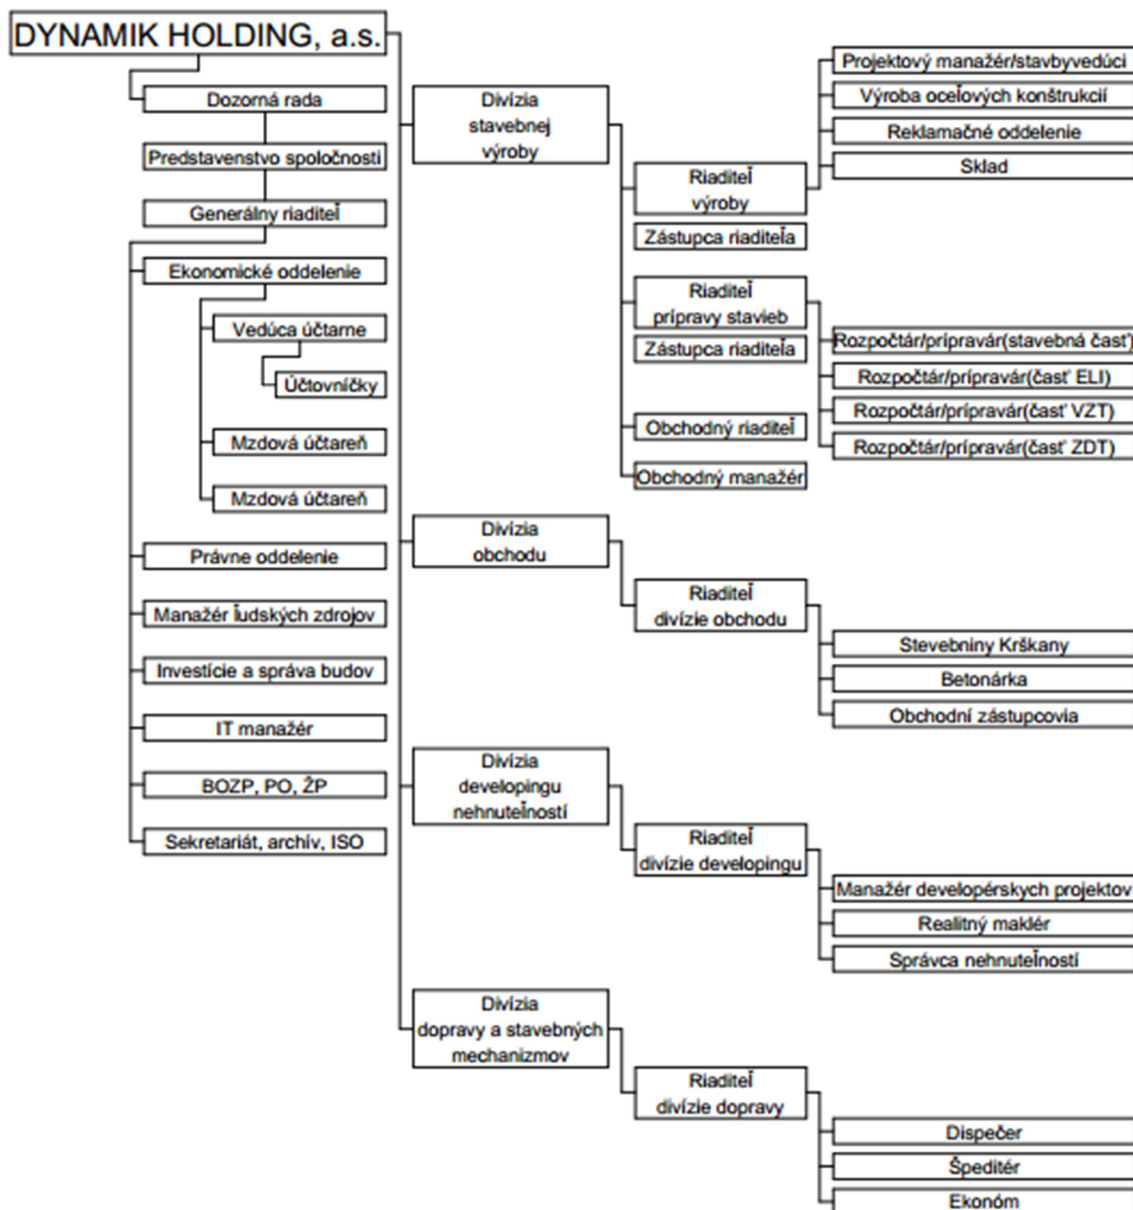 DYNAMIK HOLDING, a.s.
Dozorná rada
Predstavenstvo spoločnosti
Generálny riaditeľ
Ekonomické oddelenie
Vedúca účtarne
Účtovníčky
Mzdová účtareň
Mzdová účtareň
Právne oddelenie
Manažér ľudských zdrojov
Investície a správa budov
IT manažér
BOZP, PO, ŽP
Sekretariát, archív, ISO
Divízia
stavebnej
výroby
Riaditeľ
výroby
Zástupca riaditeľa
Projektový manažér/stavbyvedúci
Výroba oceľových konštrukcií
Reklamačné oddelenie
Sklad
Riaditeľ
prípravy stavieb
Zástupca riaditeľa
Rozpočtár/prípravár(stavebná časť)
Rozpočtár/prípravár(časť ELI)
Rozpočtár/prípravár(časť VZT)
Rozpočtár/prípravár(časť ZDT)
Obchodný riaditeľ
Obchodný manažér
Divízia
obchodu
Riaditeľ
divízie obchodu
Stevebniny Krškany
Betonárka
Obchodní zástupcovia
Divízia
developingu
nehnuteľností
Riaditeľ
divízie developingu
Manažér developérskych projektov
Realitný maklér
Správca nehnuteľností
Divízia
dopravy a stavebných
mechanizmov
Riaditeľ
divízie dopravy
Dispečer
Špeditér
Ekonóm